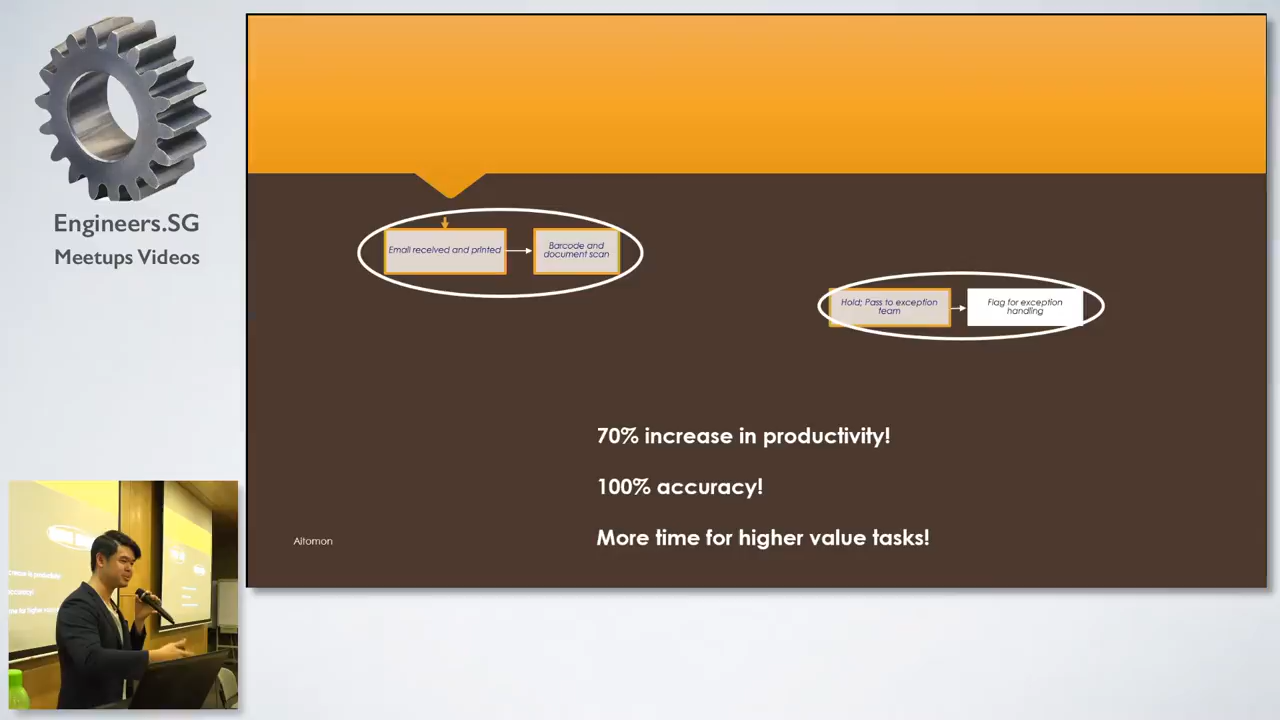 Engineers.SG
Meetups Videos
Email received and printed
Barcode and
document scan
Hold; Pass to exception
team
Flag for exception
handling
70% increase in productivity!
100% accuracy!
More time for higher value tasks!
Aitomon